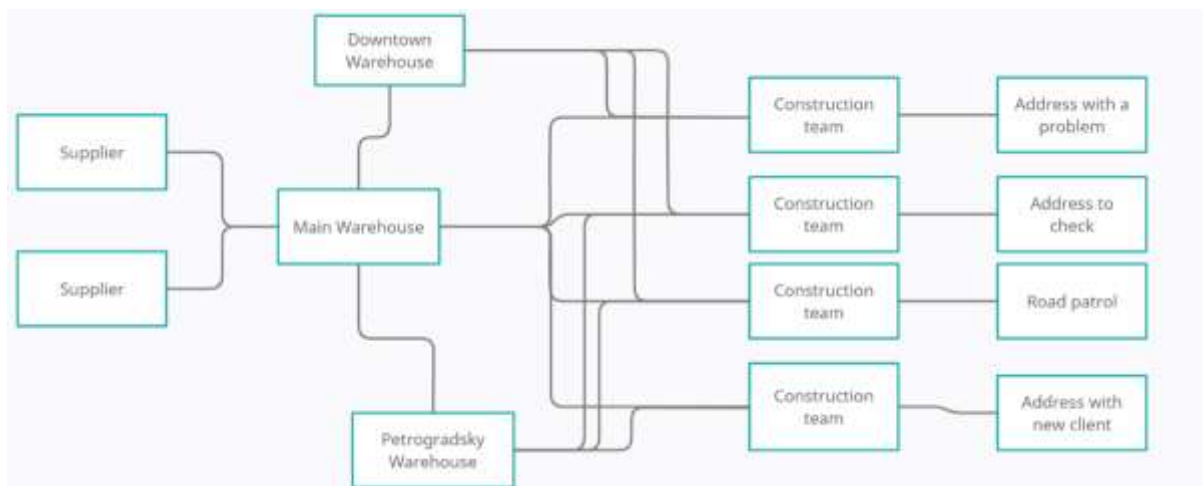 Downtown
Warehouse
Supplier
Supplier
Main Warehouse
Petrogradsky
Warehouse
Construction
team
Address with a
problem
Construction
team
Address to
check
Construction
team
Road patrol
Construction
team
Address with
new client